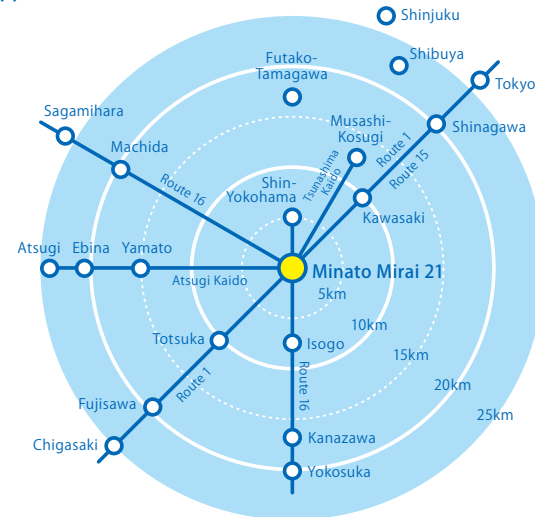 Shinjuku
Shibuya
Futako-
Tamagawa
Tokyo
Sagamihara
Musashi-
Kosugi
Shinagawa
Machida
Route 1
Route 15
Tsunashima
Kaido
Route 16
Shin-
Yokohama
Kawasaki
Atsugi
Ebina
Yamato
Atsugi Kaido
Minato Mirai 21
5km
10km
15km
20km
25km
Totsuka
Isogo
Route 1
Route 16
Fujisawa
Chigasaki
Kanazawa
Yokosuka